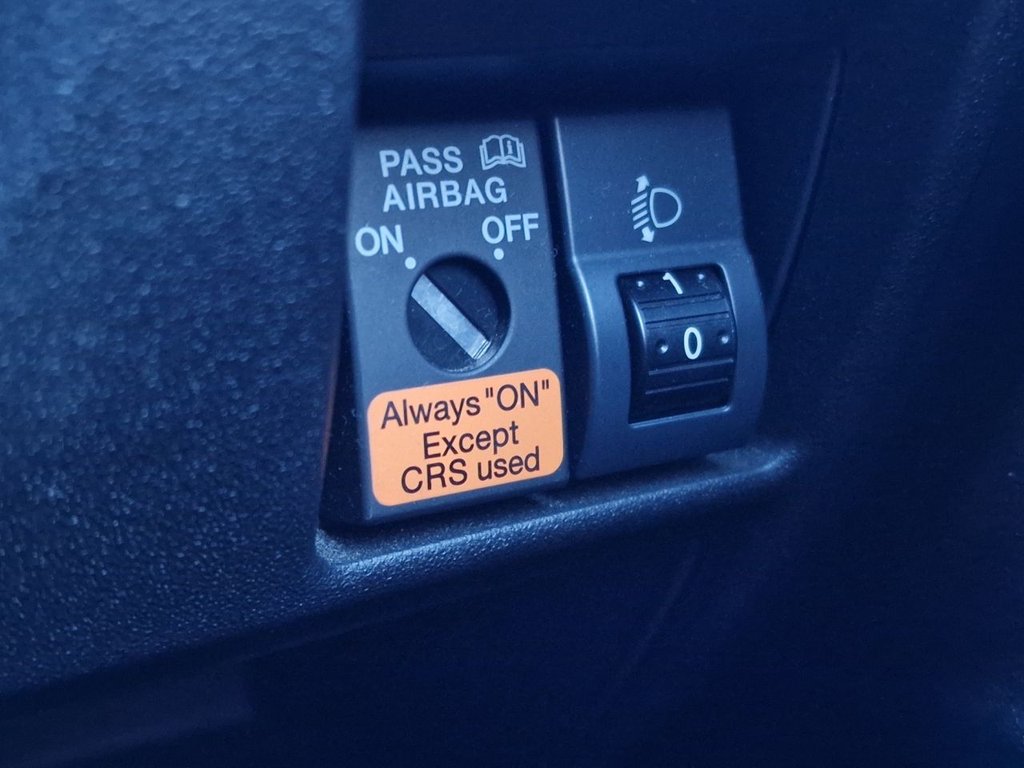 PASS
AIRBAG
ON OFF
Always "ON"
Except
CRS used
1
0